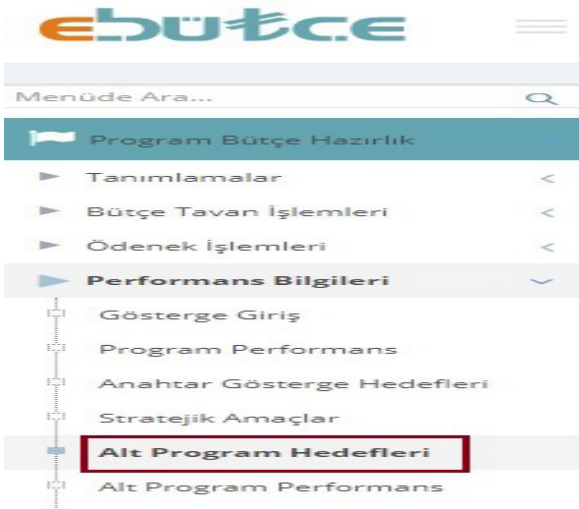 ebütçe
Menüde Ara...
Program Bütçe Hazırlık
Tanımlamalar
Bütçe Tavan İşlemleri
Ödenek İşlemleri
Performans Bilgileri
Gösterge Giriş
Program Performans
Anahtar Gösterge Hedefleri
Stratejik Amaçlar
Alt Program Hedefleri
Alt Program Performans